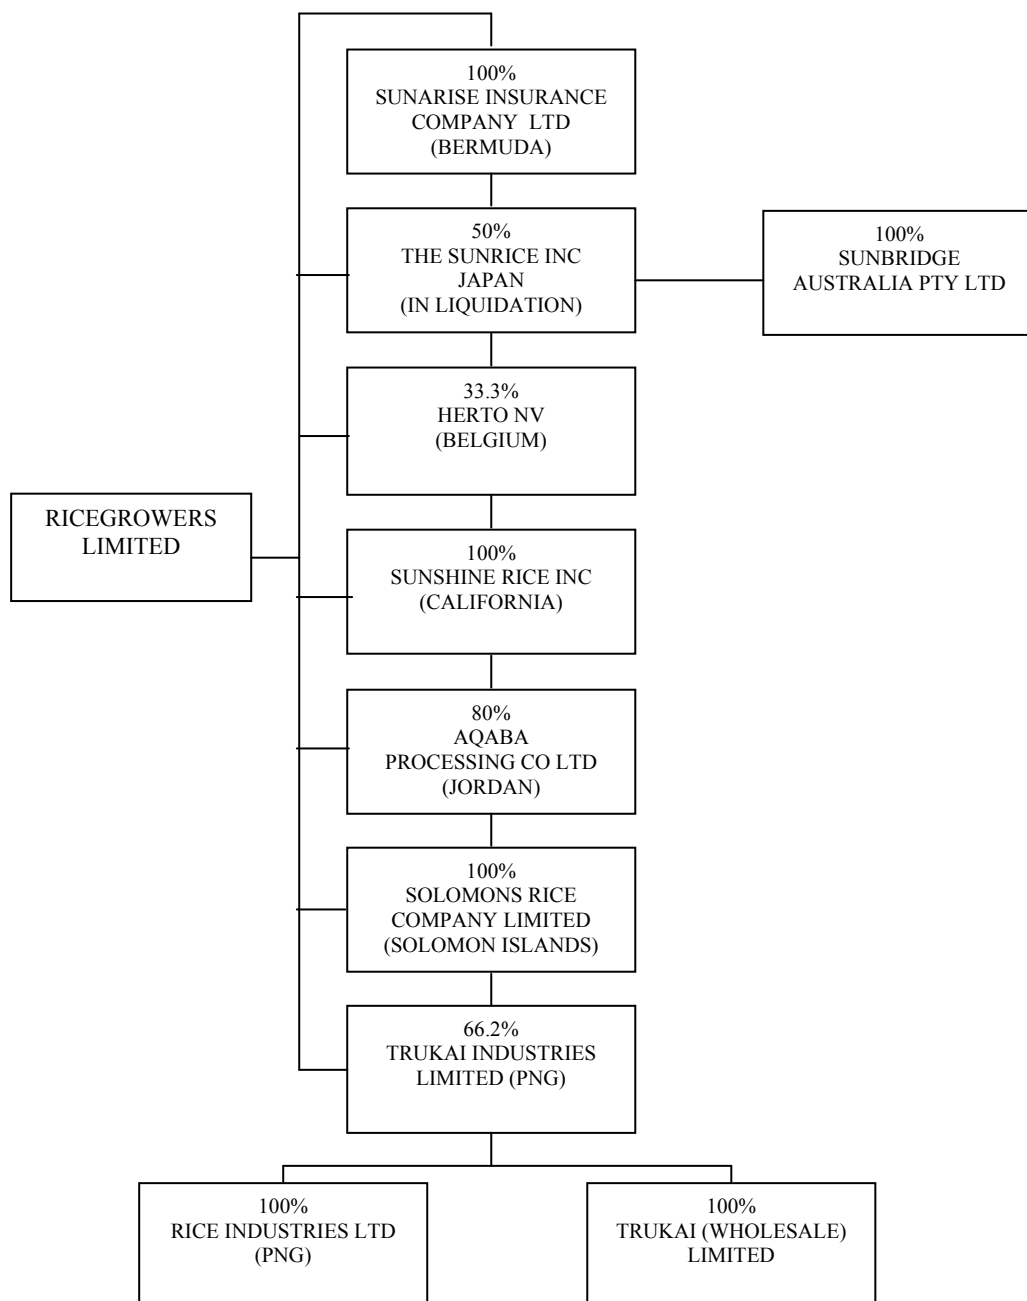 100%
SUNARISE INSURANCE
COMPANY LTD
(BERMUDA)
50%
THE SUNRICE INC
JAPAN
(IN LIQUIDATION)
100%
SUNBRIDGE
AUSTRALIA PTY LTD
33.3%
HERTO NV
(BELGIUM)
RICEGROWERS
LIMITED
100%
SUNSHINE RICE INC
(CALIFORNIA)
80%
AQABA
PROCESSING CO LTD
(JORDAN)
100%
SOLOMONS RICE
COMPANY LIMITED
(SOLOMON ISLANDS)
66.2%
TRUKAI INDUSTRIES
LIMITED (PNG)
100%
RICE INDUSTRIES LTD
(PNG)
100%
TRUKAI (WHOLESALE)
LIMITED